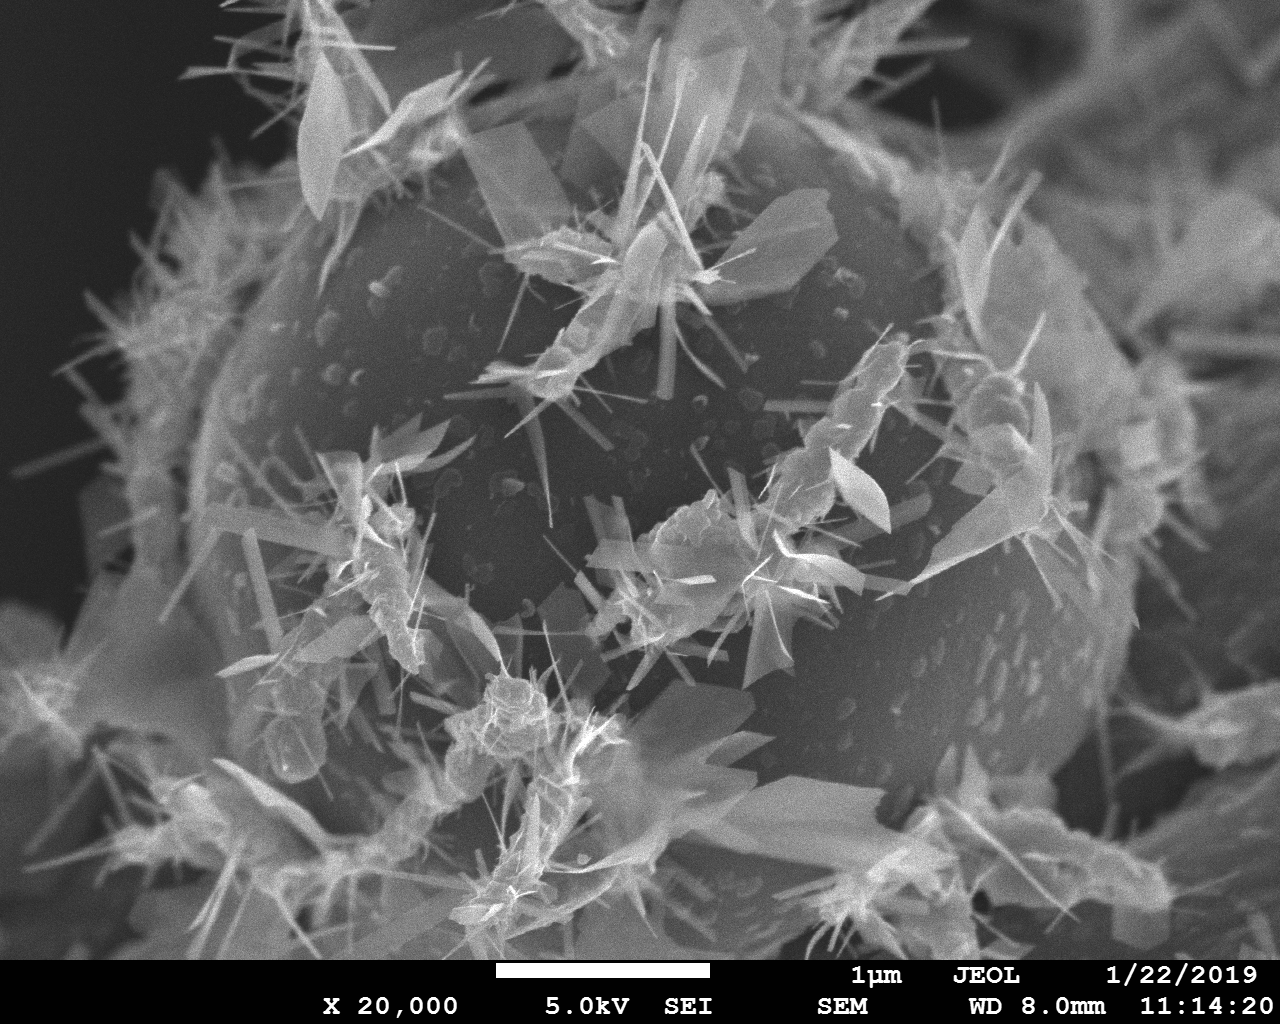 1µm JEOL 1/22/2019
X 20,000 5.0kV SEI SEM WD 8.0mm 11:14:20